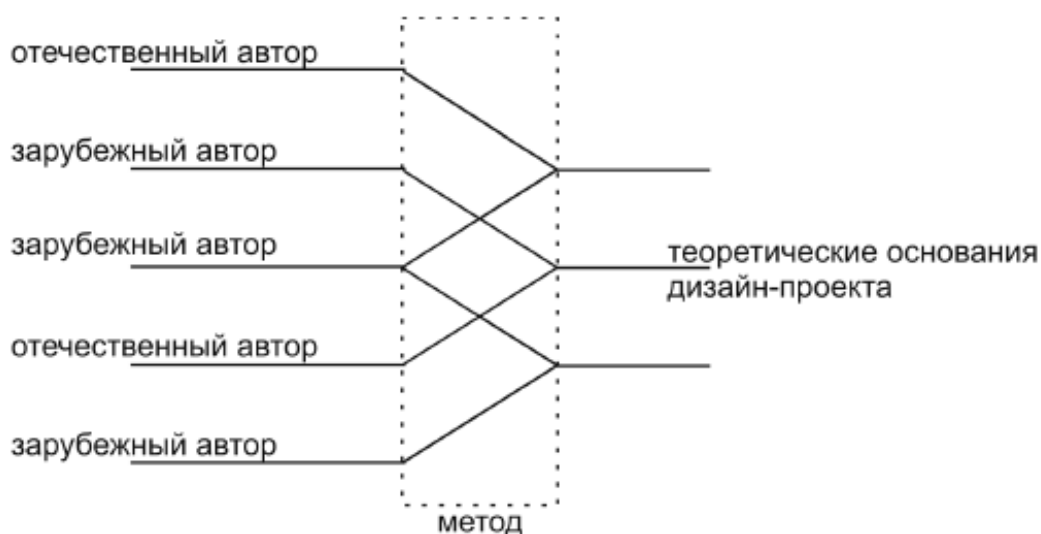 отечественный автор
зарубежный автор
зарубежный автор
теоретические основания
дизайн-проекта
отечественный автор
зарубежный автор
метод